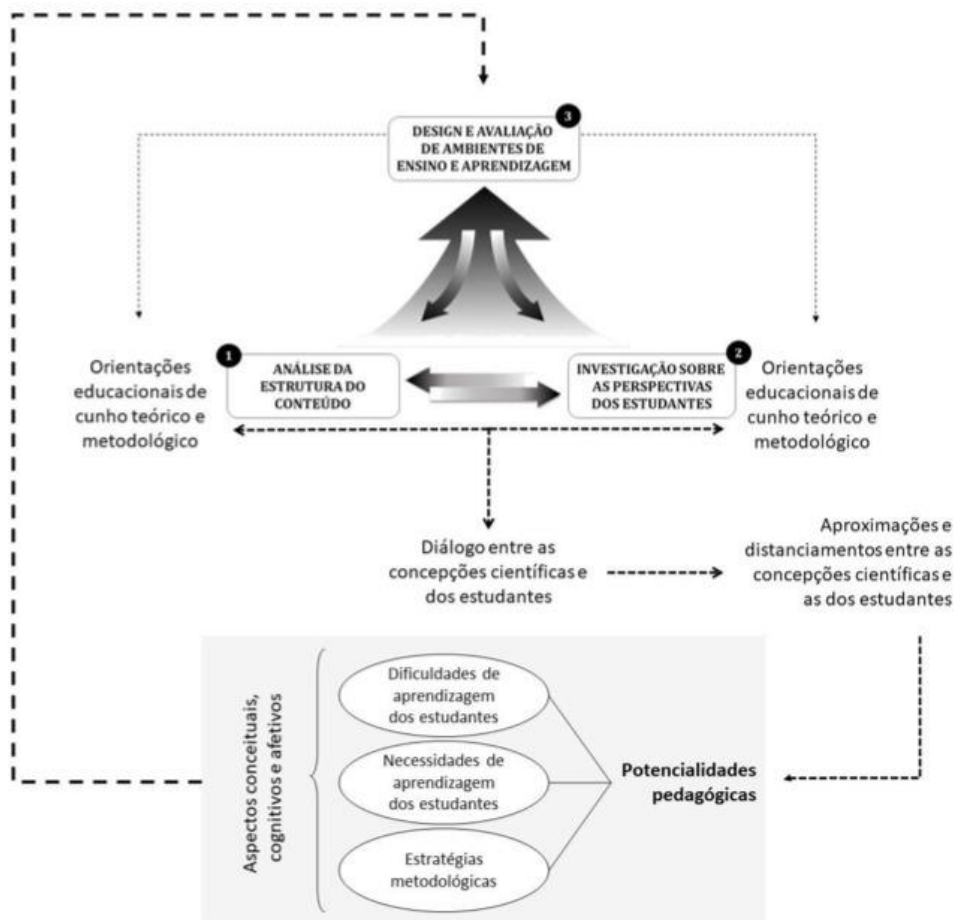 3
DESIGN E AVALIAÇÃO
DE AMBIENTES DE
ENSINO E APRENDIZAGEM
Orientações
educacionais de
cunho teórico e
metodológico
1
ANÁLISE DA
ESTRUTURA DO
CONTEÚDO
2
INVESTIGAÇÃO SOBRE
AS PERSPECTIVAS
DOS ESTUDANTES
Orientações
educacionais de
cunho teórico e
metodológico
Diálogo entre as
concepções científicas e
dos estudantes
Aproximações e
distanciamentos entre as
concepções científicas e
as dos estudantes
Aspectos conceituais,
cognitivos e afetivos
Dificuldades de
aprendizagem
dos estudantes
Necessidades de
aprendizagem
dos estudantes
Estratégias
metodológicas
Potencialidades
pedagógicas